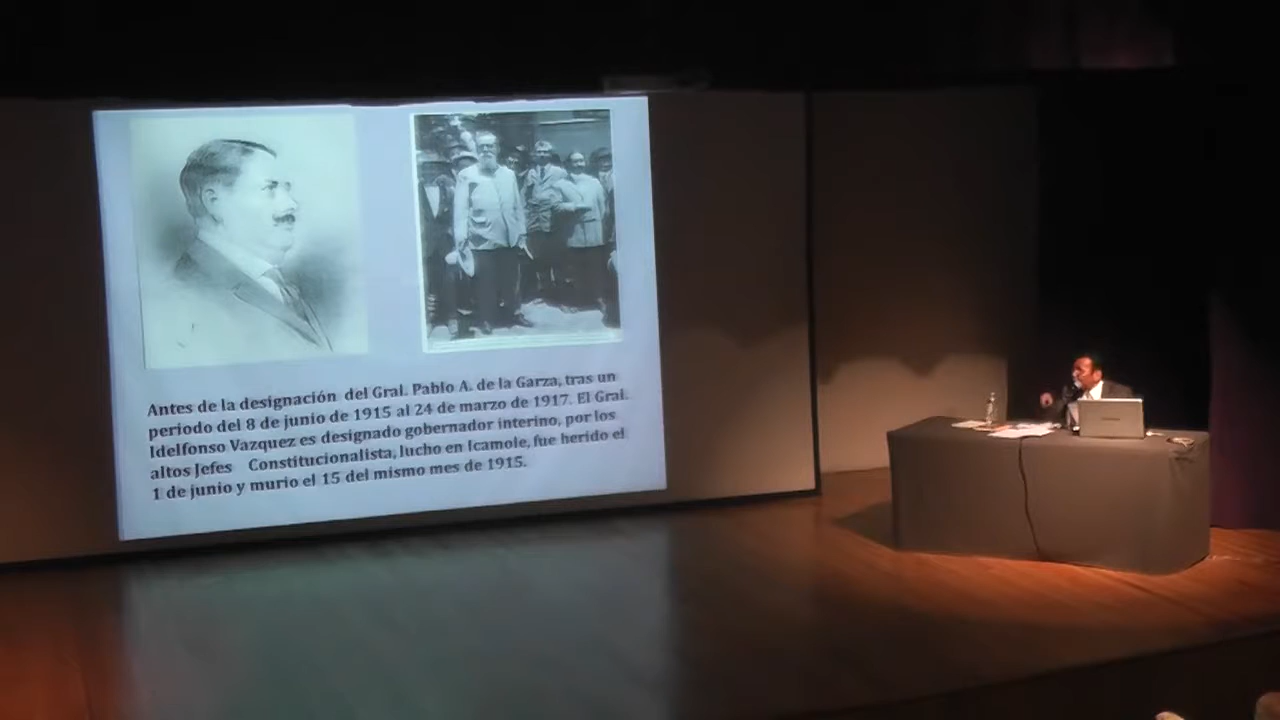 Antes de la designación del Gral. Pablo A. de la Garza, tras un
periodo del 8 de junio de 1915 al 24 de marzo de 1917. El Gral.
Idelfonso Vazquez es designado gobernador interino, por los
altos Jefes Constitucionalista, lucho en Icamole, fue herido el
1 de junio y murio el 15 del mismo mes de 1915.